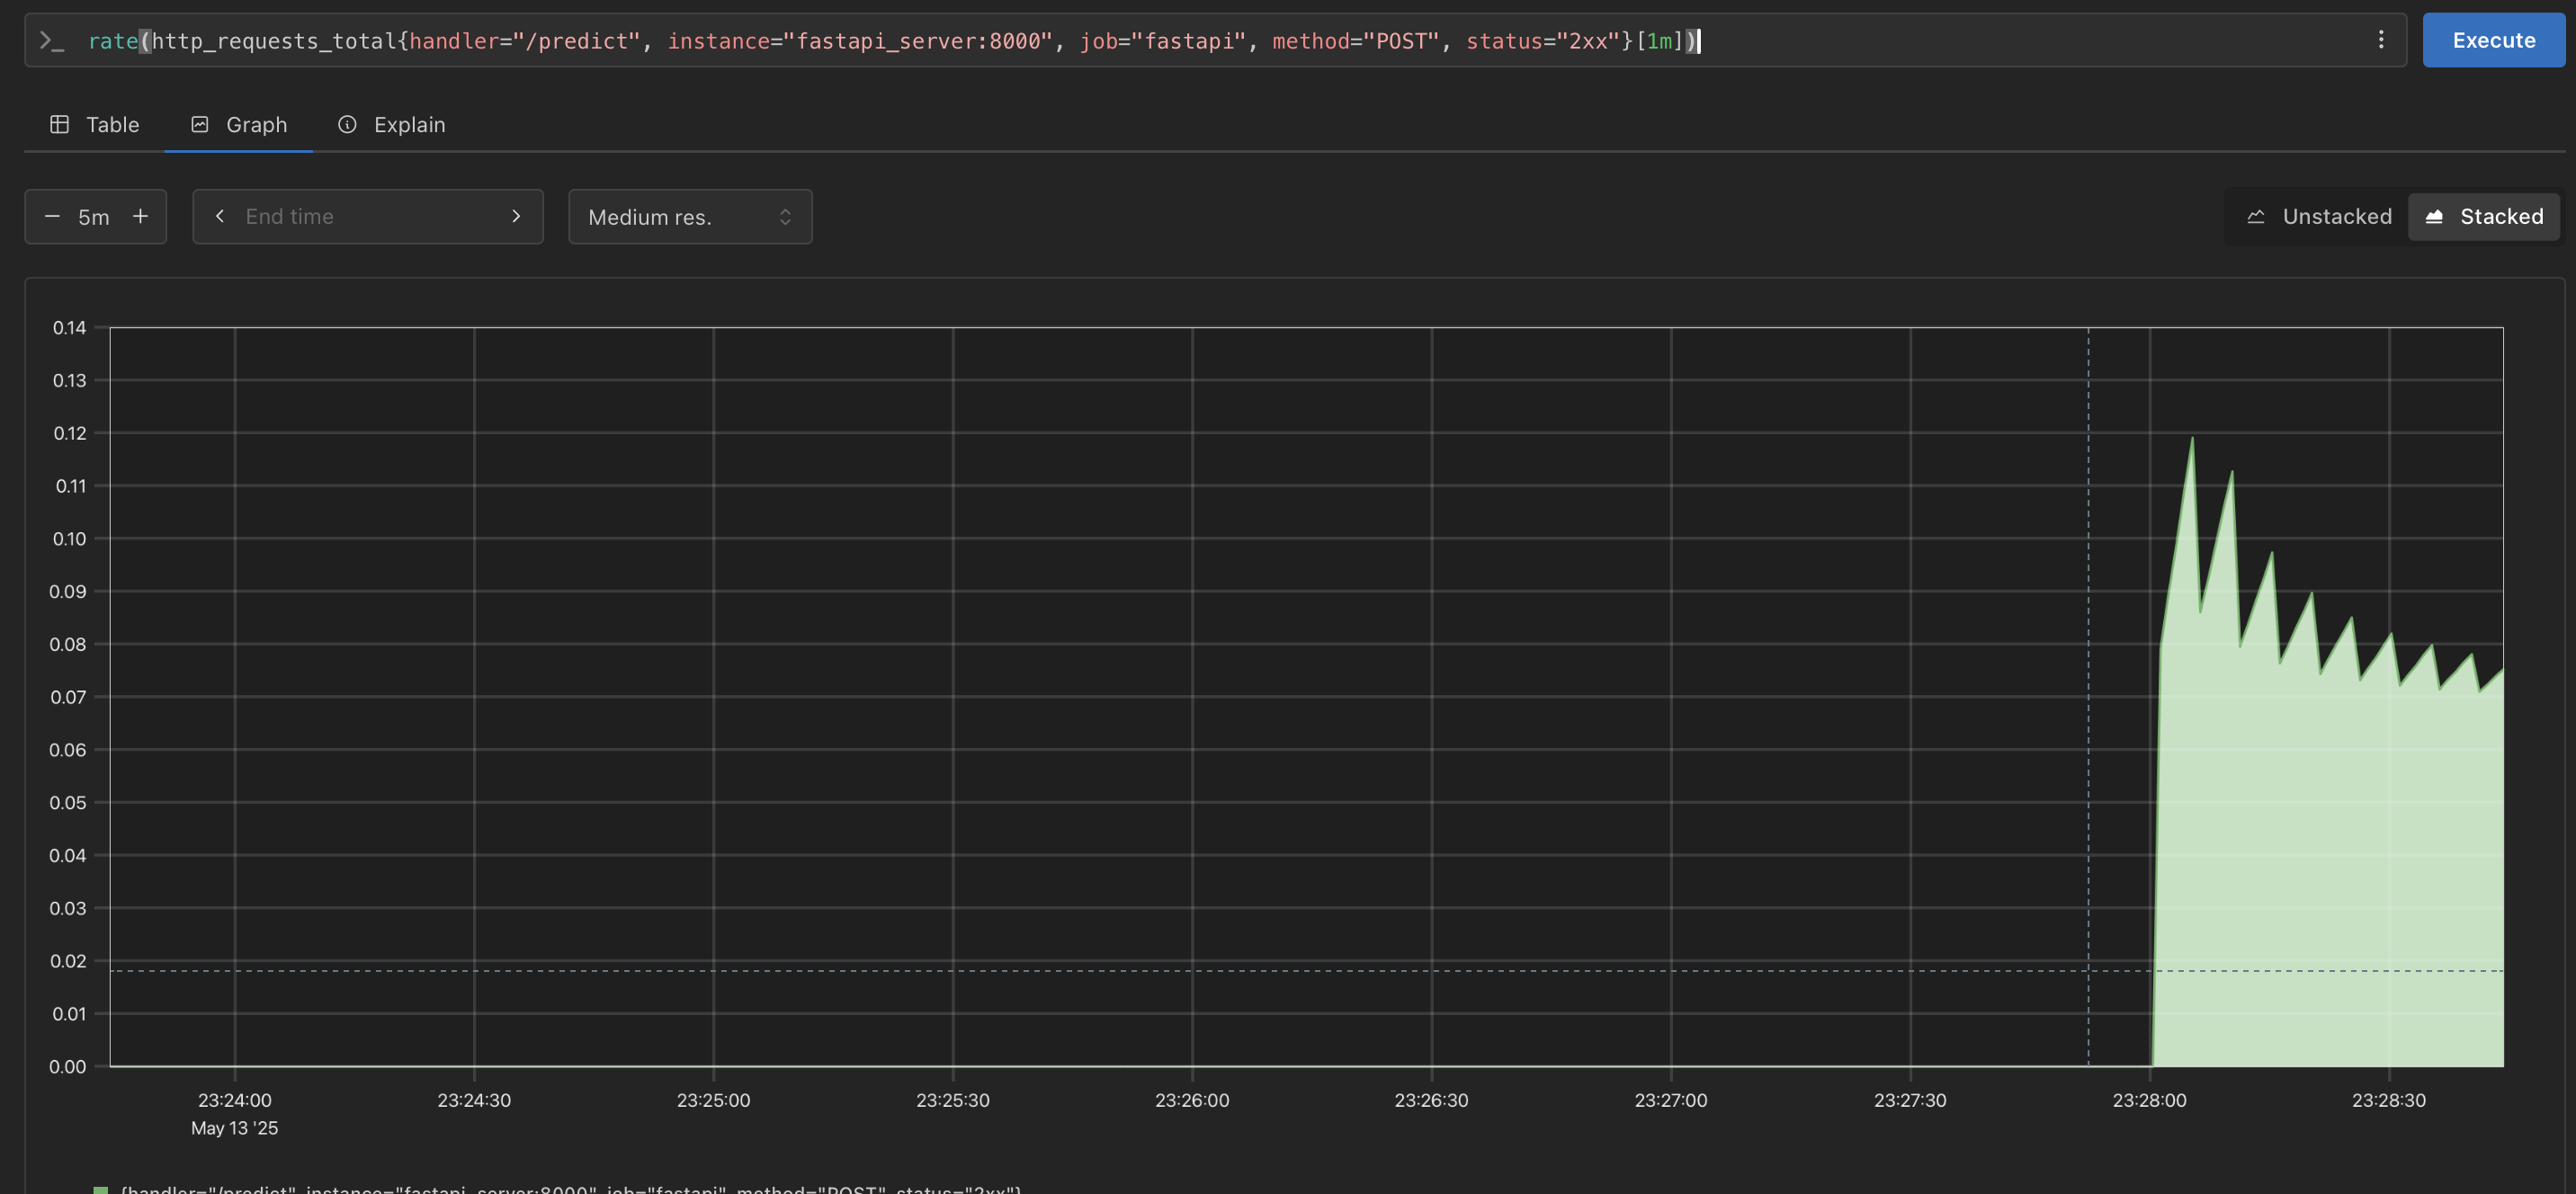 >_ rate(http_requests_total{handler="/predict", instance="fastapi_server:8000", job="fastapi", method="POST", status="2xx"}[1m])
Execute
Table Graph Explain
5m End time Medium res. Unstacked Stacked
0.14
0.13
0.12
0.11
0.10
0.09
0.08
0.07
0.06
0.05
0.04
0.03
0.02
0.01
0.00
23:24:00 23:24:30 23:25:00 23:25:30 23:26:00 23:26:30 23:27:00 23:27:30 23:28:00 23:28:30
May 13 '25
{handler="/predict", instance="fastapi_server:8000", job="fastapi", method="POST", status="2xx"}